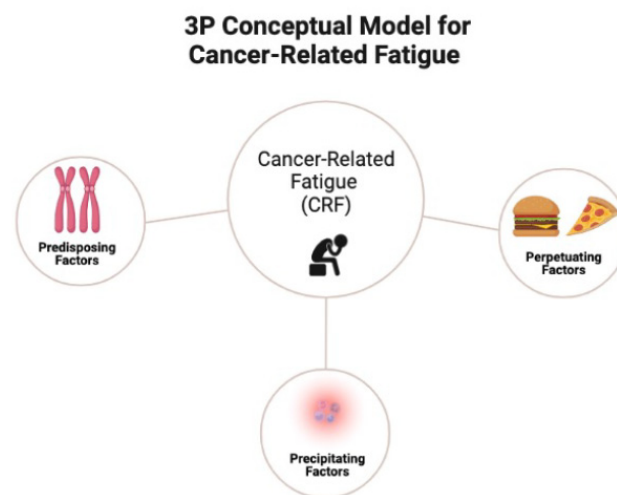 3P Conceptual Model for
Cancer-Related Fatigue
Cancer-Related
Fatigue
(CRF)
Predisposing
Factors
Perpetuating
Factors
Precipitating
Factors